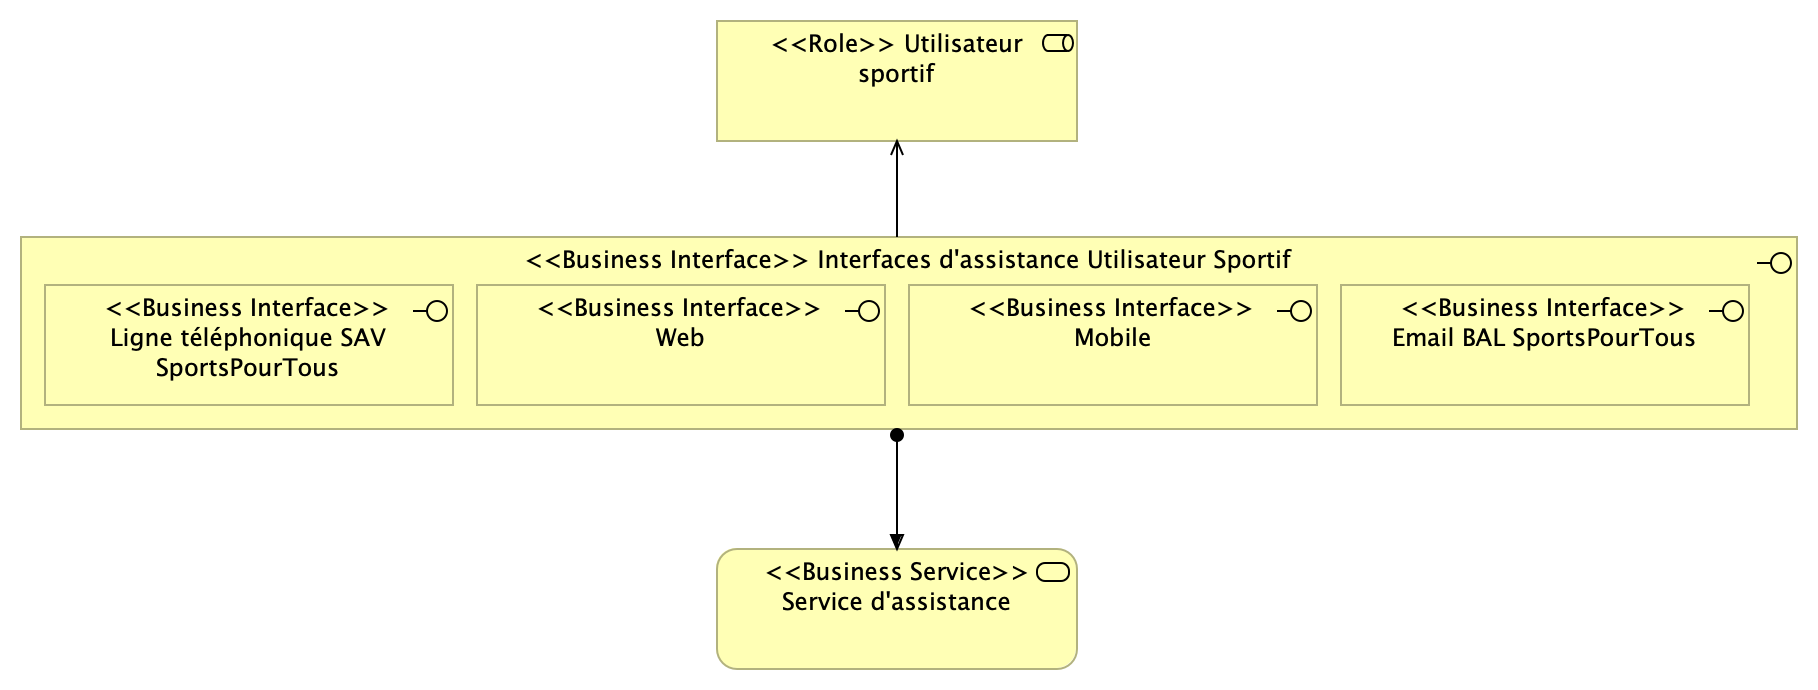 <<Role>> Utilisateur
sportif
<<Business Interface>> Interfaces d'assistance Utilisateur Sportif
<<Business Interface>>
Ligne téléphonique SAV
SportsPourTous
<<Business Interface>>
Web
<<Business Interface>>
Mobile
<<Business Interface>>
Email BAL SportsPourTous
<<Business Service>>
Service d'assistance